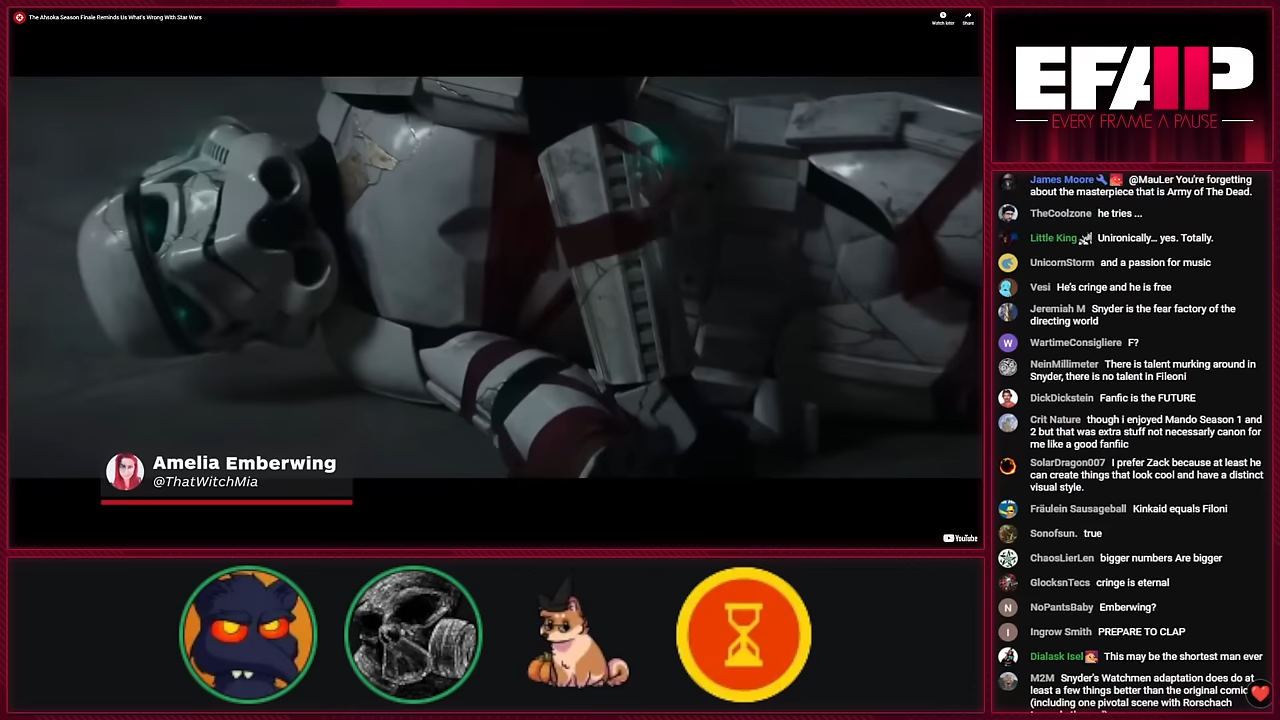 The Ahsoka Season Finale Reminds Us What's Wrong With Star Wars
Watch later
Share
Amelia Emberwing
@ThatWitchMia
YouTube
EFAP
EVERY FRAME A PAUSE
James Moore @MauLer You're forgetting
about the masterpiece that is Army of The Dead.
TheCoolzone he tries ...
Little King Unironically... yes. Totally.
UnicornStorm and a passion for music
Vesi He's cringe and he is free
Jeremiah M Snyder is the fear factory of the
directing world
W
WartimeConsigliere F?
NeinMillimeter There is talent murking around in
Snyder, there is no talent in Fileoni
DickDickstein Fanfic is the FUTURE
Crit Nature though i enjoyed Mando Season 1 and
2 but that was extra stuff not necessarly canon for
me like a good fanfiic
SolarDragon007 I prefer Zack because at least he
can create things that look cool and have a distinct
visual style.
Fräulein Sausageball Kinkaid equals Filoni
Sonofsun. true
ChaosLierLen bigger numbers Are bigger
GlocksnTecs cringe is eternal
N
NoPantsBaby Emberwing?
I
Ingrow Smith PREPARE TO CLAP
Dialask Isel This may be the shortest man ever
M2M Snyder's Watchmen adaptation does do at
least a few things better than the original comic
(including one pivotal scene with Rorschach